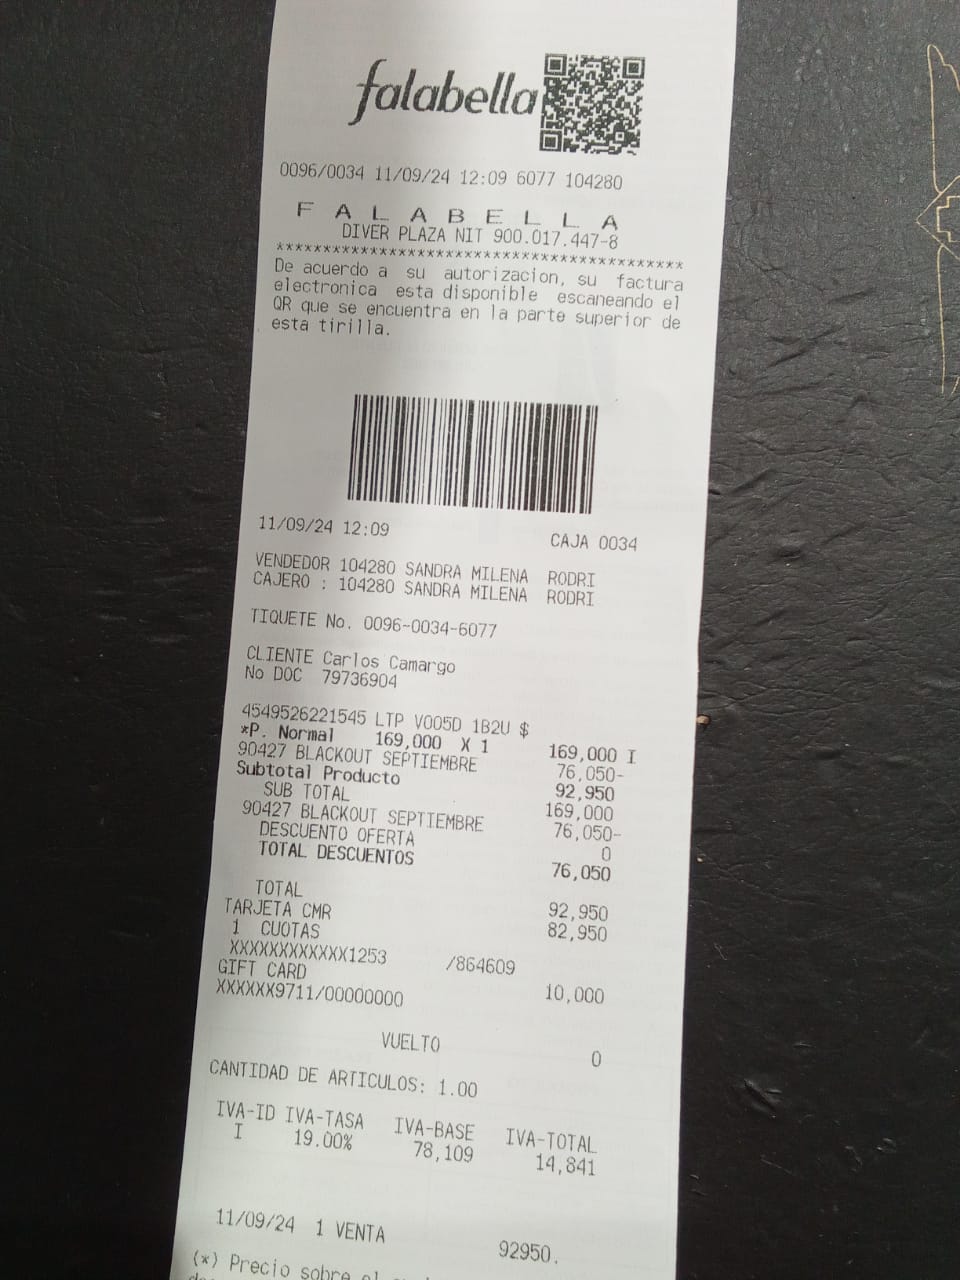 falabella
0096/0034 11/09/24 12:09 6077 104280
F A L A B E L L A
DIVER PLAZA NIT 900.017.447-8
*******************************************
De acuerdo a su autorizacion, su factura
electronica esta disponible escaneando el
QR que se encuentra en la parte superior de
esta tirilla.
11/09/24 12:09 CAJA 0034
VENDEDOR 104280 SANDRA MILENA RODRI
CAJERO : 104280 SANDRA MILENA RODRI
TIQUETE No. 0096-0034-6077
CLIENTE Carlos Camargo
No DOC 79736904
4549526221545 LTP V005D 1B2U $
*P. Normal 169,000 X 1 169,000 I
90427 BLACKOUT SEPTIEMBRE 76,050-
Subtotal Producto 92,950
SUB TOTAL 169,000
90427 BLACKOUT SEPTIEMBRE 76,050-
DESCUENTO OFERTA 0
TOTAL DESCUENTOS 76,050
TOTAL 92,950
TARJETA CMR 82,950
1 CUOTAS
XXXXXXXXXXXX1253 /864609
GIFT CARD 10,000
XXXXXX9711/00000000
VUELTO 0
CANTIDAD DE ARTICULOS: 1.00
IVA-ID IVA-TASA IVA-BASE IVA-TOTAL
I 19.00% 78,109 14,841
11/09/24 1 VENTA 92950.
(*) Precio sobre el